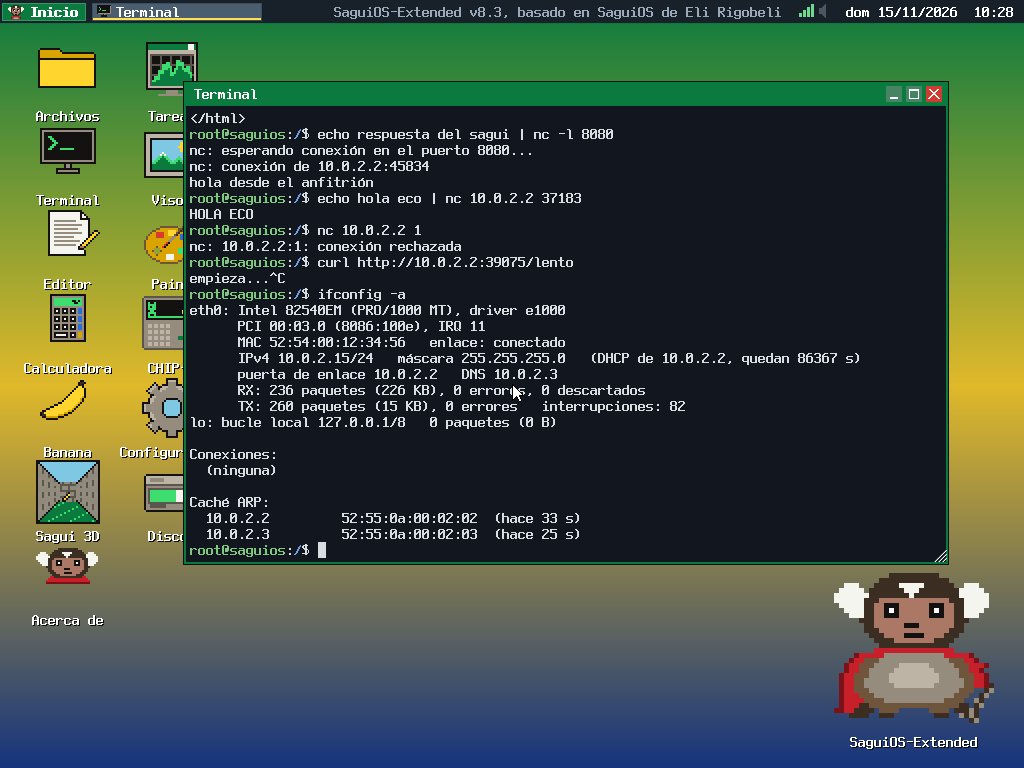 Inicio
Terminal
SaguiOS-Extended v8.3, basado en SaguiOS de Eli Rigobeli
dom 15/11/2026 10:28
Archivos
Terminal
Editor
Calculadora
Banana
Sagui 3D
Acerca de
Tarea
Viso
Pain
CHIP-
Configur
Disco
Terminal
</html>
root@saguios:/$ echo respuesta del sagui | nc -l 8080
nc: esperando conexión en el puerto 8080...
nc: conexión de 10.0.2.2:45834
hola desde el anfitrión
root@saguios:/$ echo hola eco | nc 10.0.2.2 37183
HOLA ECO
root@saguios:/$ nc 10.0.2.2 1
nc: 10.0.2.2:1: conexión rechazada
root@saguios:/$ curl http://10.0.2.2:39075/lento
empieza...^C
root@saguios:/$ ifconfig -a
eth0: Intel 82540EM (PRO/1000 MT), driver e1000
PCI 00:03.0 (8086:100e), IRQ 11
MAC 52:54:00:12:34:56 enlace: conectado
IPv4 10.0.2.15/24 máscara 255.255.255.0 (DHCP de 10.0.2.2, quedan 86367 s)
puerta de enlace 10.0.2.2 DNS 10.0.2.3
RX: 236 paquetes (226 KB), 0 errores, 0 descartados
TX: 260 paquetes (15 KB), 0 errores interrupciones: 82
lo: bucle local 127.0.0.1/8 0 paquetes (0 B)
Conexiones:
(ninguna)
Caché ARP:
10.0.2.2 52:55:0a:00:02:02 (hace 33 s)
10.0.2.3 52:55:0a:00:02:03 (hace 25 s)
root@saguios:/$
SaguiOS-Extended